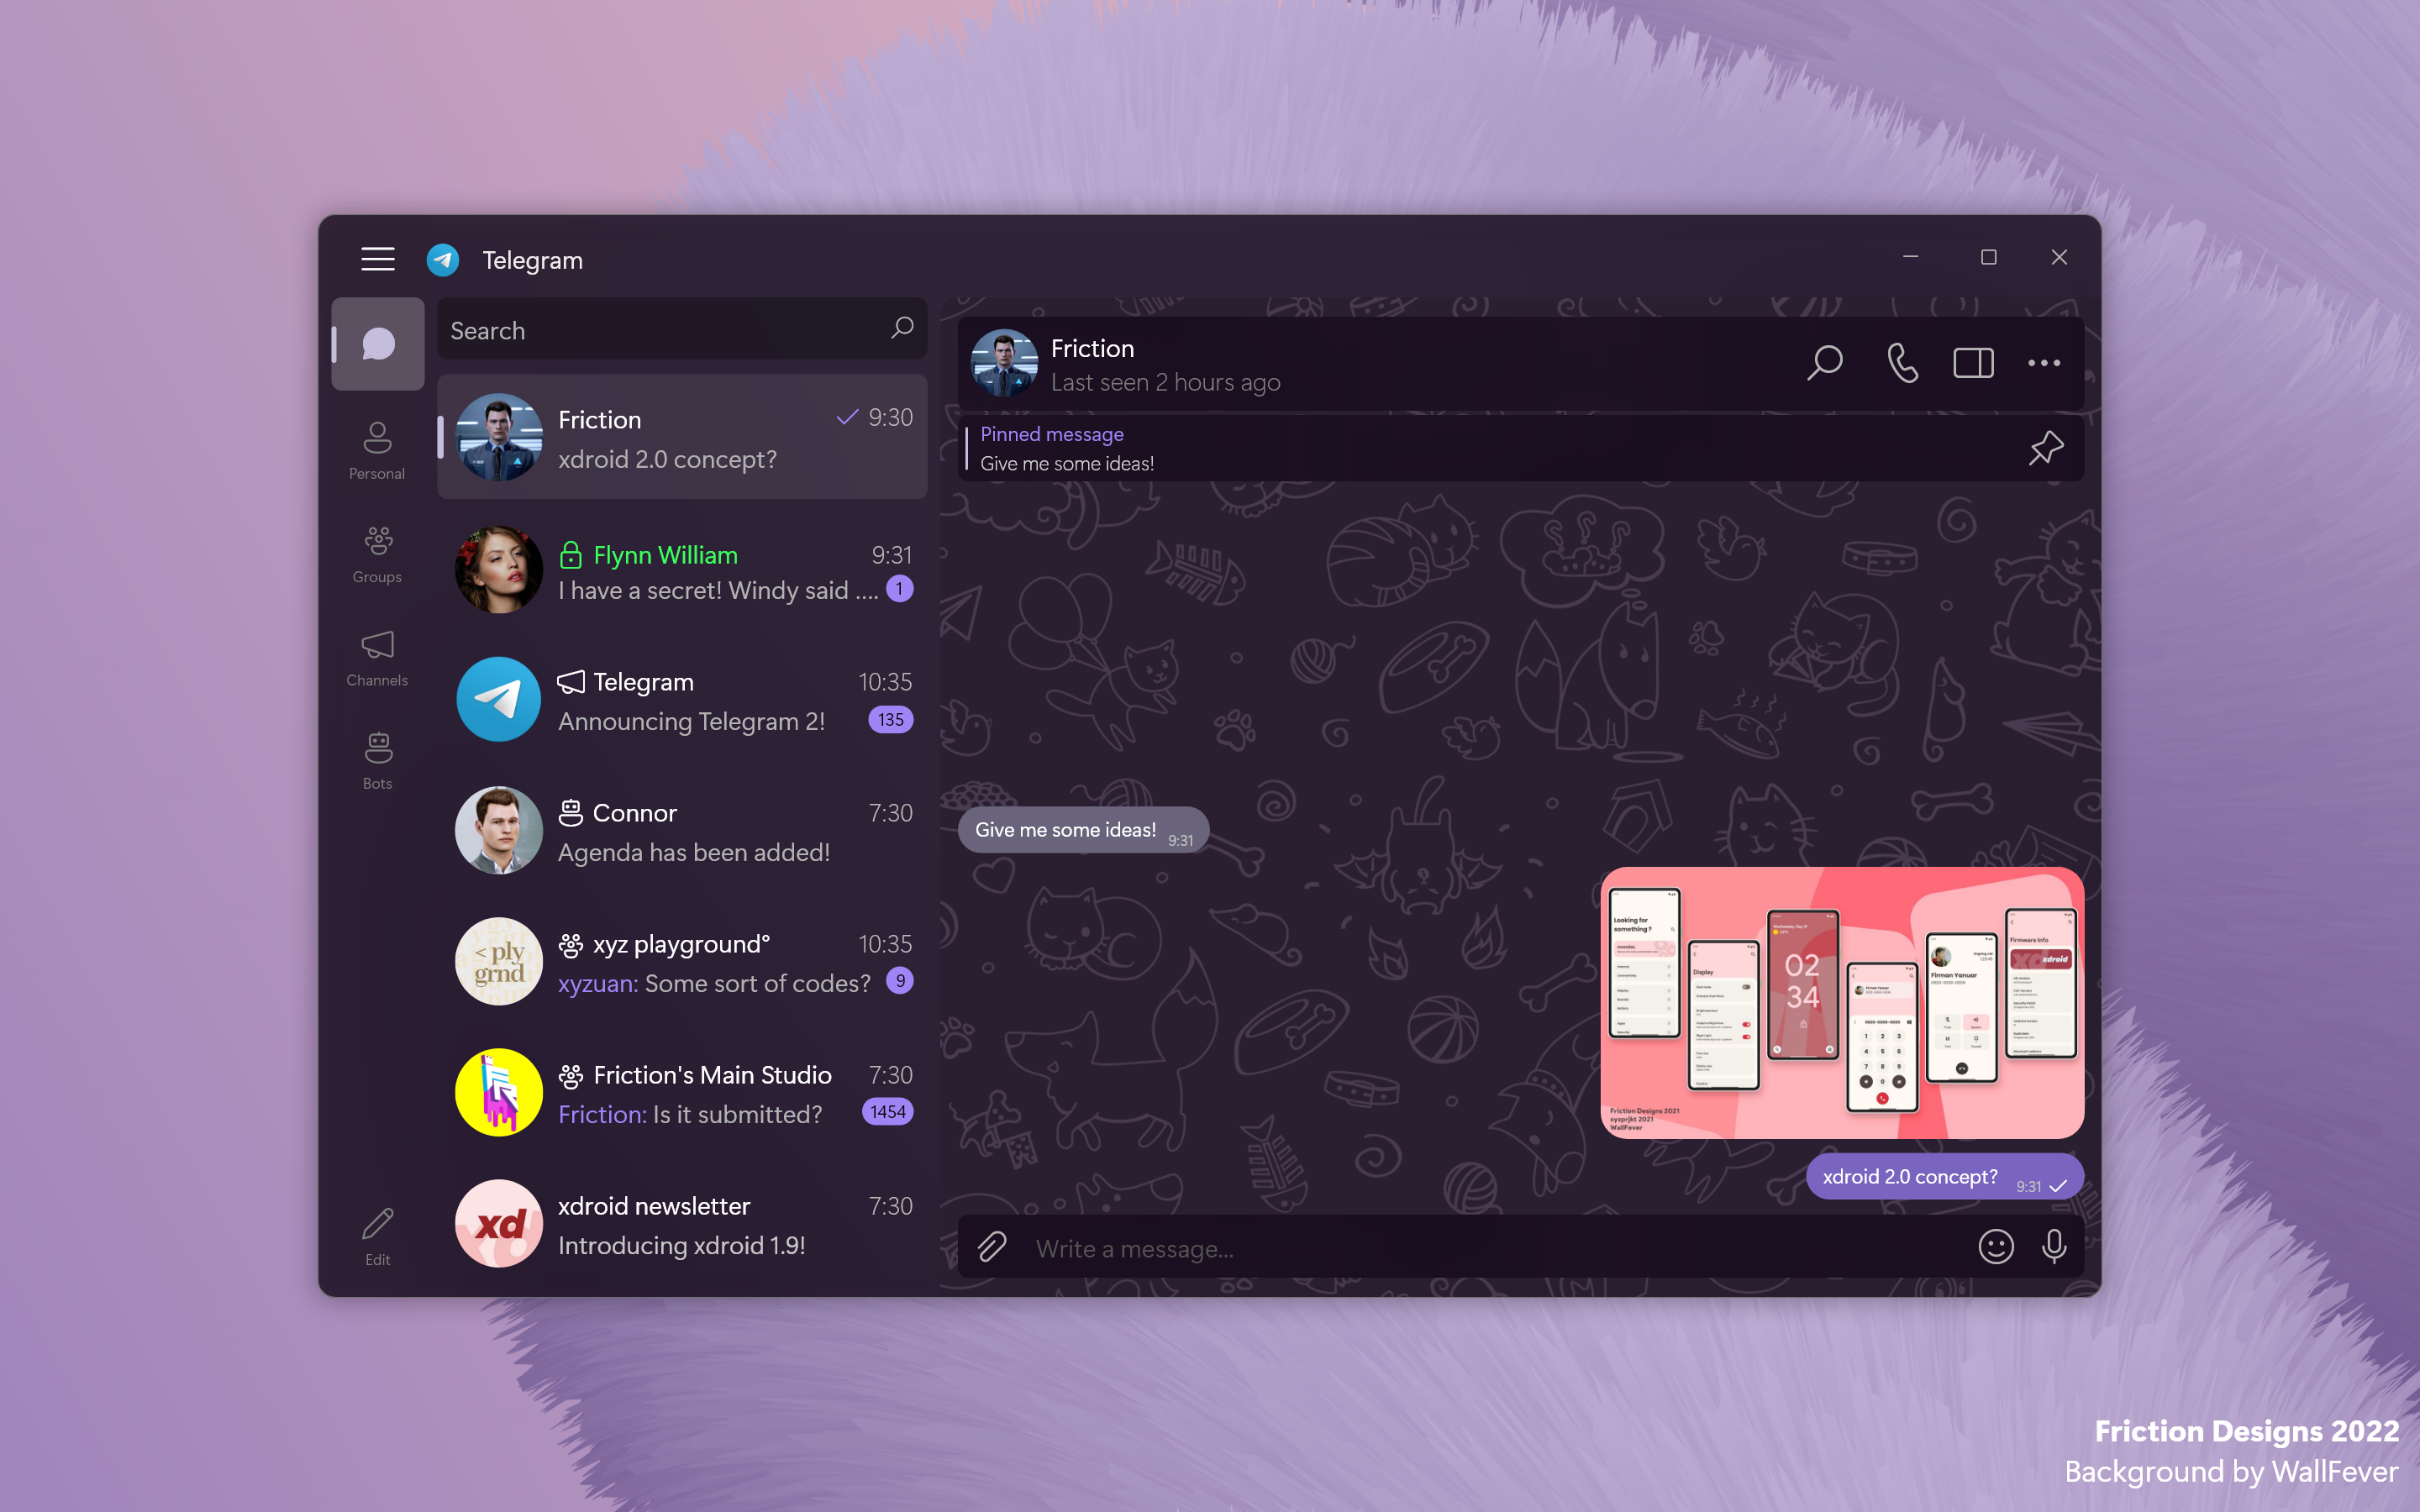 Telegram
Search
Personal
Groups
Channels
Bots
Edit
Friction
9:30
xdroid 2.0 concept?
Flynn William
9:31
I have a secret! Windy said ....
1
Telegram
10:35
Announcing Telegram 2!
135
Connor
7:30
Agenda has been added!
< ply
grnd
xyz playground°
10:35
xyzuan: Some sort of codes?
9
Friction's Main Studio
7:30
Friction: Is it submitted?
1454
xd
xdroid newsletter
7:30
Introducing xdroid 1.9!
Friction
Last seen 2 hours ago
Pinned message
Give me some ideas!
Give me some ideas!
9:31
Looking for
something?
Display
02
34
Firman Yanuar
Firmware Info
xdroid
Friction Designs 2021
xyzprjkt 2021
WallFever
xdroid 2.0 concept?
9:31
Write a message...
Friction Designs 2022
Background by WallFever